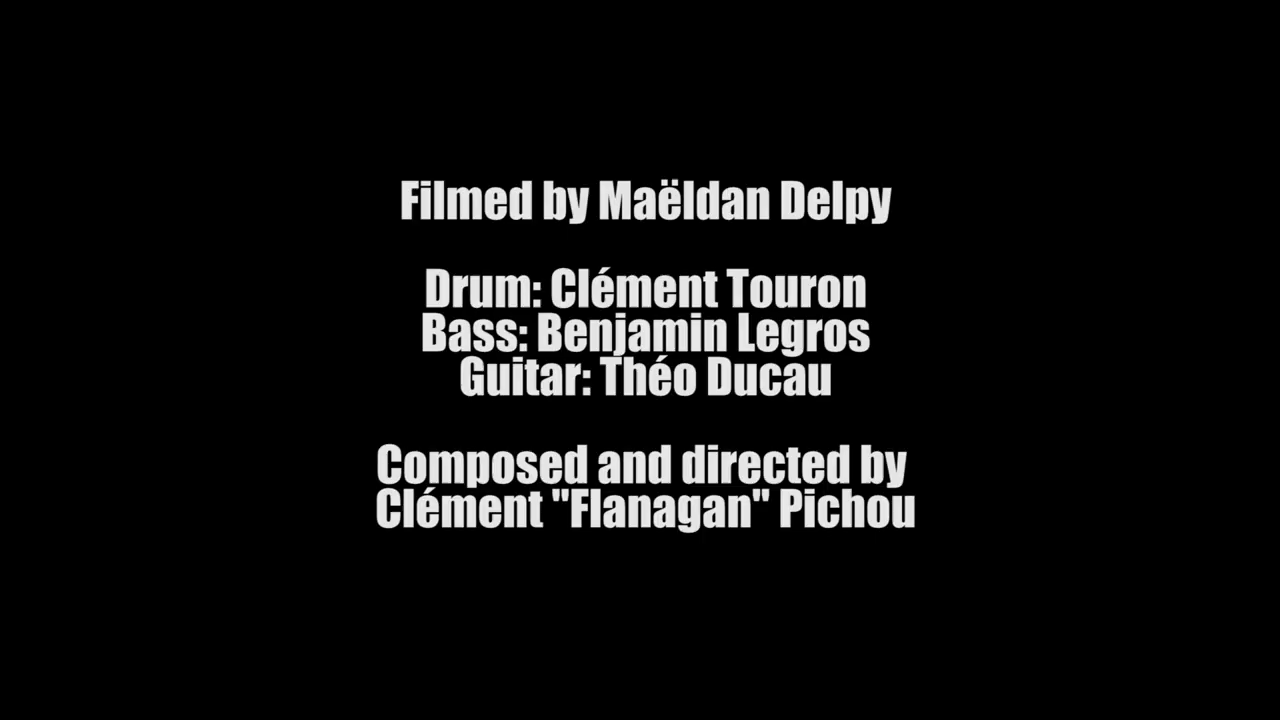 Filmed by Maëldan Delpy
Drum: Clément Touron
Bass: Benjamin Legros
Guitar: Théo Ducau
Composed and directed by
Clément "Flanagan" Pichou